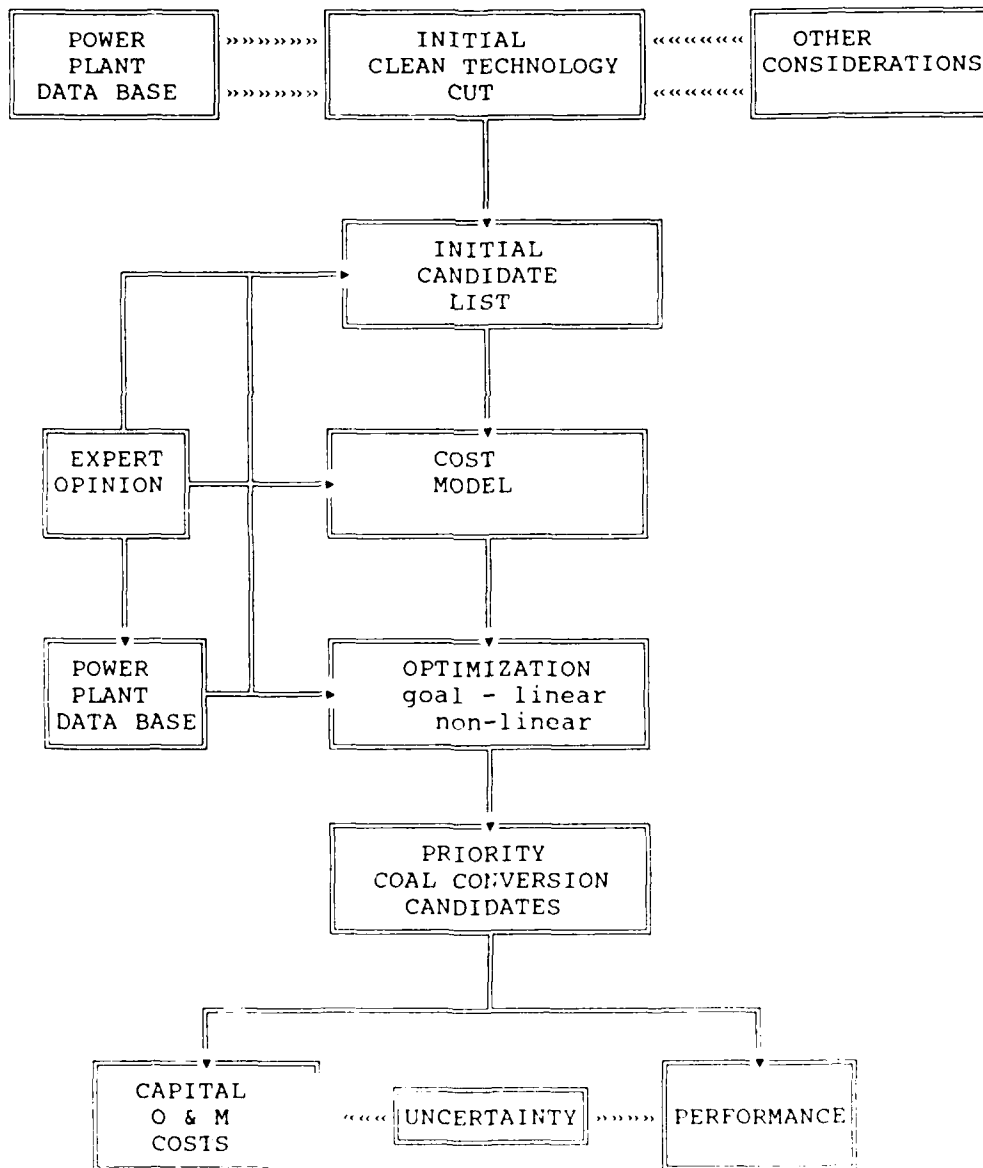 POWER
PLANT
DATA BASE
»»»»»»
»»»»»»
INITIAL
CLEAN TECHNOLOGY
CUT
«««««««
«««««««
OTHER
CONSIDERATIONS
INITIAL
CANDIDATE
LIST
EXPERT
OPINION
COST
MODEL
POWER
PLANT
DATA BASE
OPTIMIZATION
goal - linear
non-linear
PRIORITY
COAL CONVERSION
CANDIDATES
CAPITAL
O & M
COSTS
««««
UNCERTAINTY
»»»»
PERFORMANCE